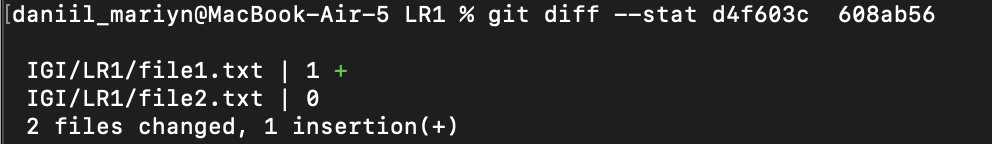 [daniil_mariyn@MacBook-Air-5 LR1 % git diff --stat d4f603c  608ab56
IGI/LR1/file1.txt | 1 +
IGI/LR1/file2.txt | 0
2 files changed, 1 insertion(+)